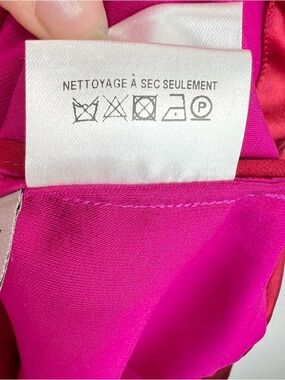 NETTOYAGE À SEC SEULEMENT
P